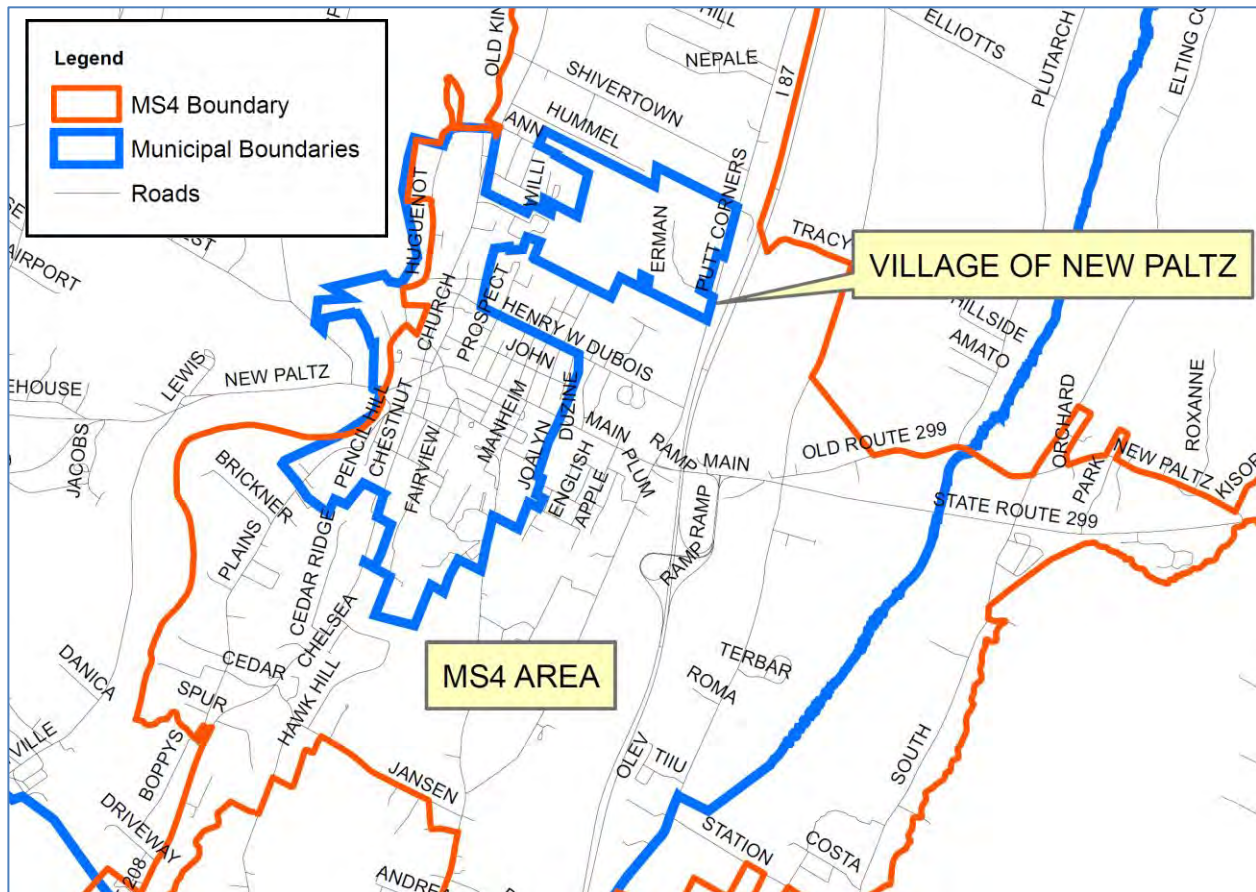 Legend
MS4 Boundary
Municipal Boundaries
Roads
OLD KIN
HILL
NEPALE
SHIVERTOWN
HUMMEL
ANN
WILLI
I 87
ELLIOTTS
PLUTARCH
ELTING CO
HUGUENOT
ERMAN
PUTT CORNERS
TRACY
VILLAGE OF NEW PALTZ
AIRPORT
CHURCH
PROSPECT
HENRY W DUBOIS
JOHN
HILLSIDE
AMATO
LEWIS
NEW PALTZ
EHOUSE
JACOBS
PENCIL HILL
CHESTNUT
FAIRVIEW
MANHEIM
JOALYN
DUZINE
MAIN
ENGLISH
APPLE
PLUM
RAMP
MAIN
OLD ROUTE 299
ORCHARD
PARK
NEW PALTZ
ROXANNE
KISOR
STATE ROUTE 299
BRICKNER
PLAINS
CEDAR RIDGE
CHELSEA
RAMP
RAMP
CEDAR
HAWK HILL
SPUR
DANICA
VILLE
BOPPYS
MS4 AREA
TERBAR
ROMA
OLEV
TIIU
SOUTH
JANSEN
DRIVEWAY
208
ANDRE
STATION
COSTA